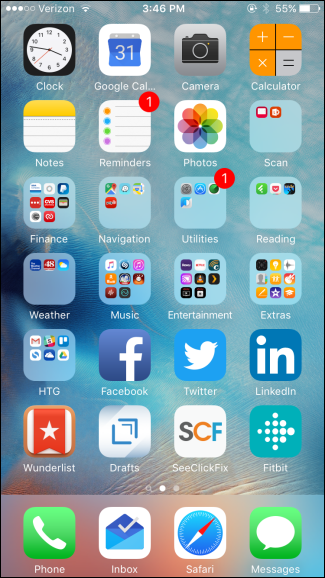 Verizon 3:46 PM 55%
31
Clock Google Cal... Camera Calculator
1
Notes Reminders Photos Scan
1
Finance Navigation Utilities Reading
Weather Music Entertainment Extras
HTG Facebook Twitter LinkedIn
SCF
Wunderlist Drafts SeeClickFix Fitbit
Phone Inbox Safari Messages